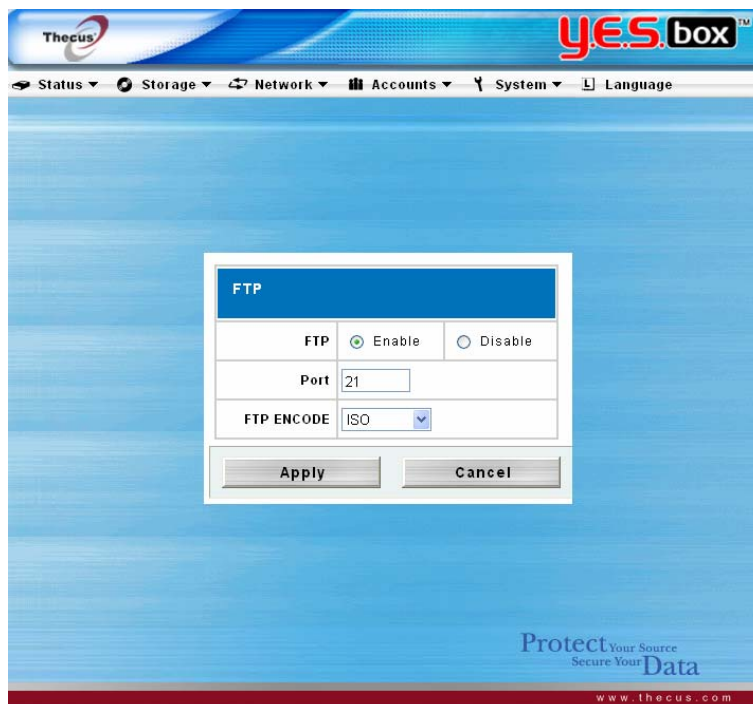 Thecus
Y.E.S.box™
Status Storage Network Accounts System Language
FTP
FTP Enable Disable
Port 21
FTP ENCODE ISO
Apply Cancel
Protect Your Source
Secure Your Data
www.thecus.com